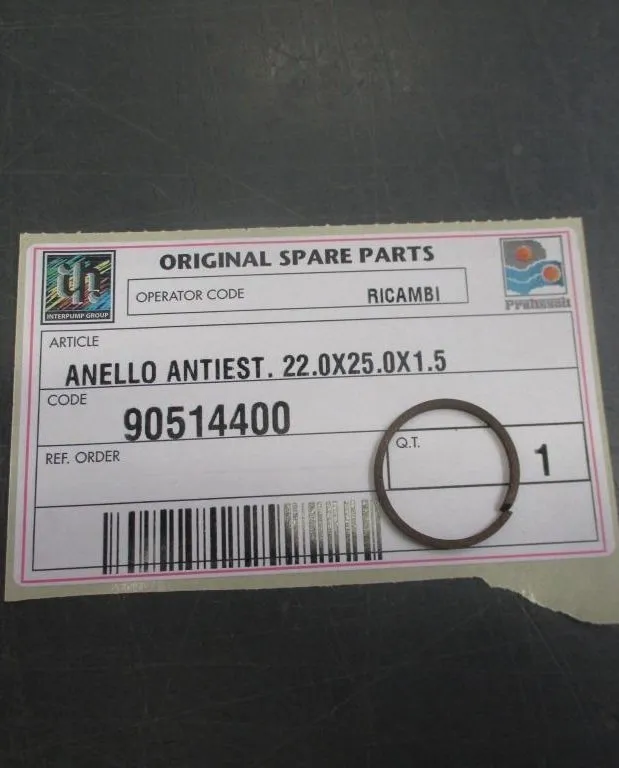 ORIGINAL SPARE PARTS
INTERPUMP GROUP
OPERATOR CODE RICAMBI
ARTICLE
ANELLO ANTIEST. 22.0X25.0X1.5
CODE
90514400
REF. ORDER
Q.T.
1